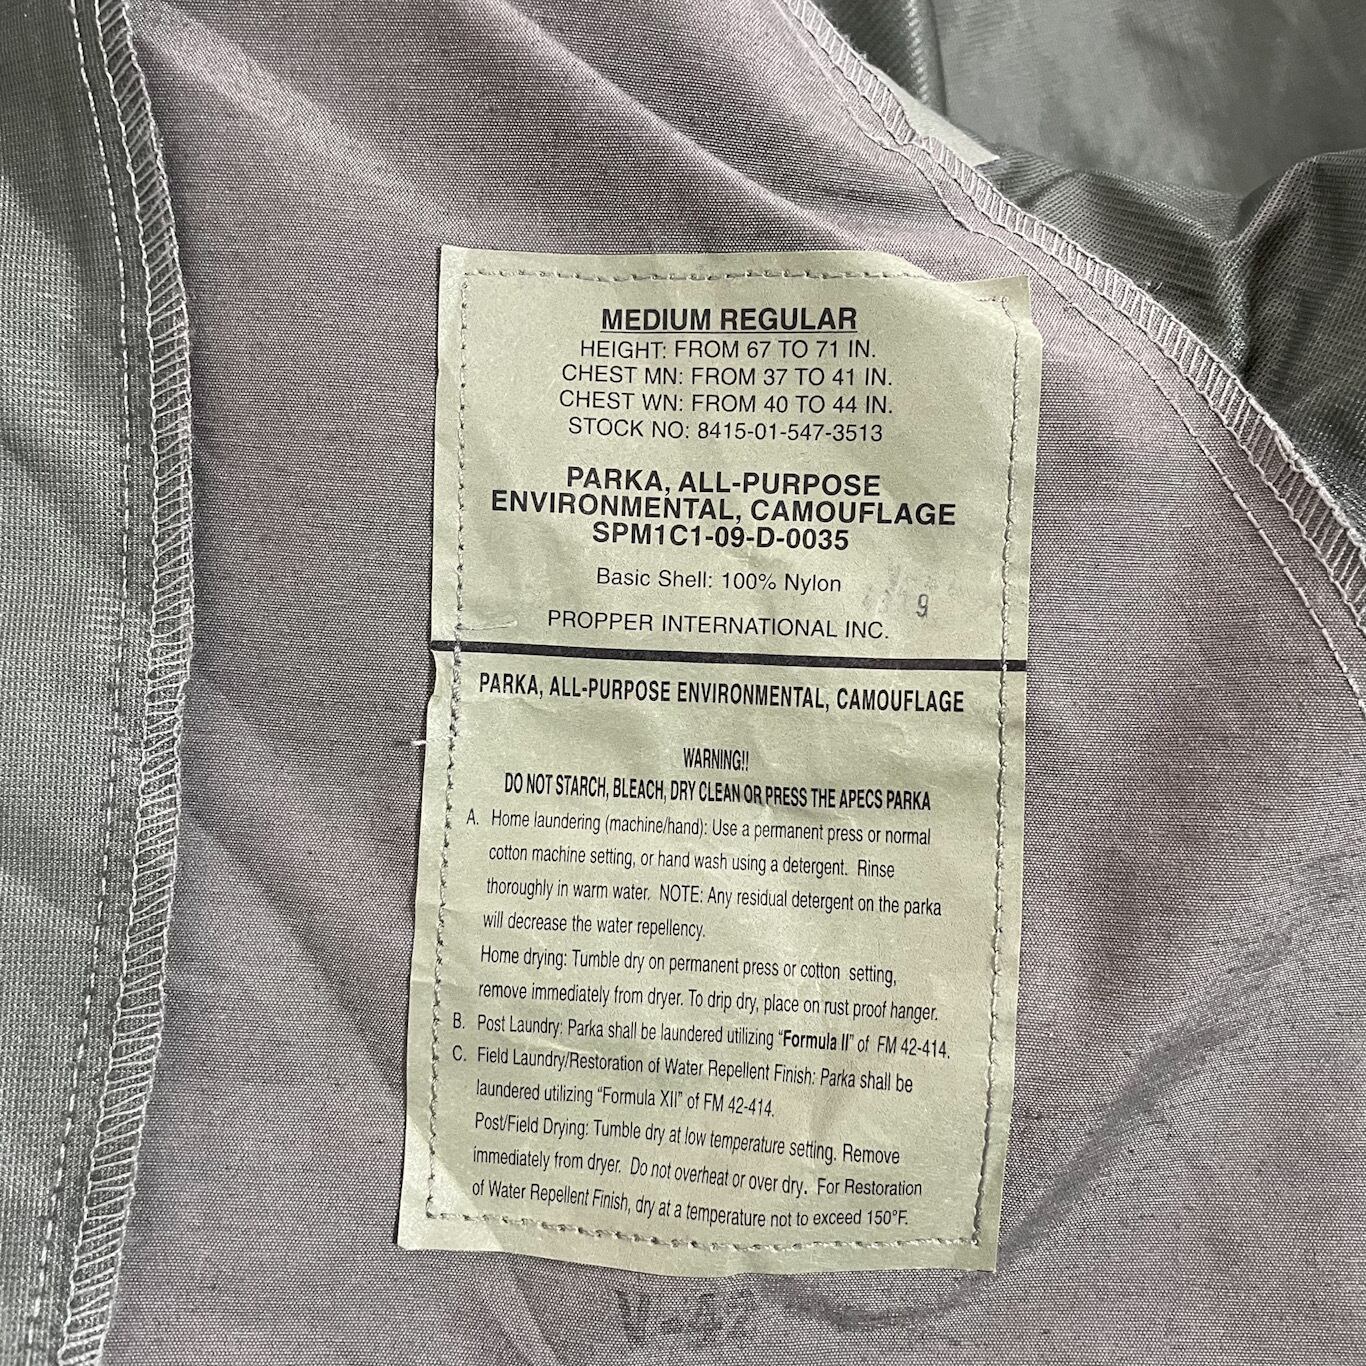 MEDIUM REGULAR
HEIGHT: FROM 67 TO 71 IN.
CHEST MN: FROM 37 TO 41 IN.
CHEST WN: FROM 40 TO 44 IN.
STOCK NO: 8415-01-547-3513
PARKA, ALL-PURPOSE
ENVIRONMENTAL, CAMOUFLAGE
SPM1C1-09-D-0035
Basic Shell: 100% Nylon
9
PROPPER INTERNATIONAL INC.
PARKA, ALL-PURPOSE ENVIRONMENTAL, CAMOUFLAGE
WARNING!!
DO NOT STARCH, BLEACH, DRY CLEAN OR PRESS THE APECS PARKA
A. Home laundering (machine/hand): Use a permanent press or normal
cotton machine setting, or hand wash using a detergent. Rinse
thoroughly in warm water. NOTE: Any residual detergent on the parka
will decrease the water repellency.
Home drying: Tumble dry on permanent press or cotton setting,
remove immediately from dryer. To drip dry, place on rust proof hanger.
B. Post Laundry: Parka shall be laundered utilizing “Formula II” of FM 42-414.
C. Field Laundry/Restoration of Water Repellent Finish: Parka shall be
laundered utilizing “Formula XII” of FM 42-414.
Post/Field Drying: Tumble dry at low temperature setting. Remove
immediately from dryer. Do not overheat or over dry. For Restoration
of Water Repellent Finish, dry at a temperature not to exceed 150°F.